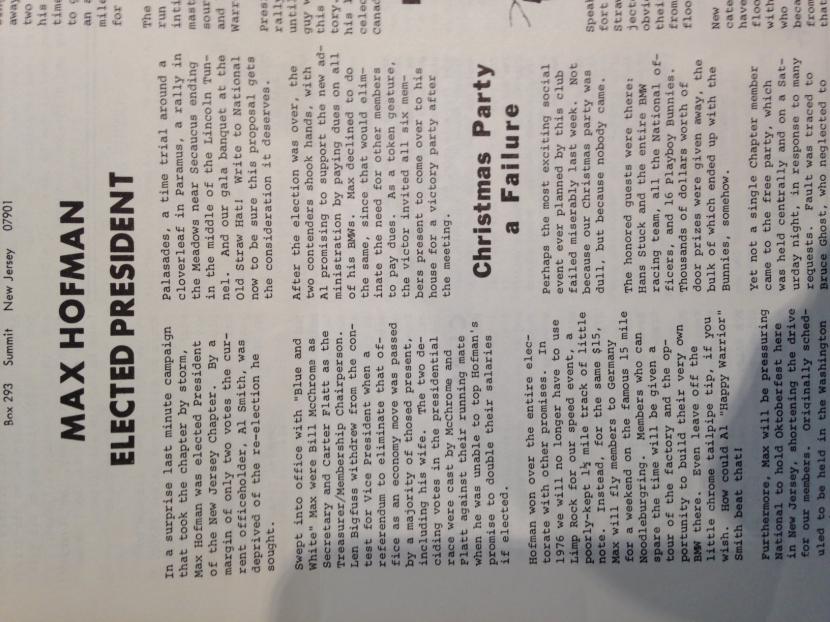 Box 293 Summit New Jersey 07901
MAX HOFMAN
ELECTED PRESIDENT
In a surprise last minute campaign
that took the chapter by storm,
Max Hofman was elected President
of the New Jersey Chapter. By a
margin of only two votes the cur-
rent officeholder, Al Smith, was
deprived of the re-election he
sought.
Swept into office with "Blue and
White" Max were Bill McChrome as
Secretary and Carter Flatt as the
Treasurer/Membership Chairperson.
Len Bigfuss withdrew from the con-
test for Vice President when a
referendum to eliminate that of-
fice as an economy move was passed
by a majority of thosed present,
including his wife. The two de-
ciding votes in the presidential
race were cast by McChrome and
Flatt against their running mate
when he was unable to top Hofman's
promise to double their salaries
if elected.
Hofman won over the entire elec-
torate with other promises. In
1976 we will no longer have to use
Limp Rock for our speed event, a
poorly-kept 1½ mile track of little
note. Instead, for the same $15,
Max will fly members to Germany
for a weekend on the famous 15 mile
Noodleburgring. Members who can
spare the time will be given a
tour of the factory and the op-
portunity to build their very own
BMW there. Even leave off the
little chrome tailpipe tip, if you
wish. How could Al "Happy Warrior"
Smith beat that!
Furthermore, Max will be pressuring
National to hold Oktoberfest here
in New Jersey, shortening the drive
for our members. Originally sched-
uled to be held in the Washington
Palasades, a time trial around a
cloverleaf in Paramus, a rally in
the Meadows near Secaucus ending
in the middle of the Lincoln Tun-
nel. And our gala banquet at the
Old Straw Hat! Write to National
now to be sure this proposal gets
the consideration it deserves.
After the election was over, the
two contenders shook hands, with
Al promising to support the new ad-
ministration by paying dues on all
of his BMWs. Max declined to do
the same, since that would elim-
inate the need for other members
to pay dues. As a token gesture,
the victor invited all six mem-
bers present to come over to his
house for a victory party after
the meeting.
Christmas Party
a Failure
Perhaps the most exciting social
event ever planned by this club
failed miserably last week. Not
because our Christmas party was
dull, but because nobody came.
The honored guests were there:
Hans Stuck and the entire BMW
racing team, all the National of-
ficers, and 16 Playboy Bunnies.
Thousands of dollars worth of
door prizes were given away, the
bulk of which ended up with the
Bunnies, somehow.
Yet not a single Chapter member
came to the free party, which
was held centrally and on a Sat-
urday night, in response to many
requests. Fault was traced to
Bruce Ghost, who neglected to